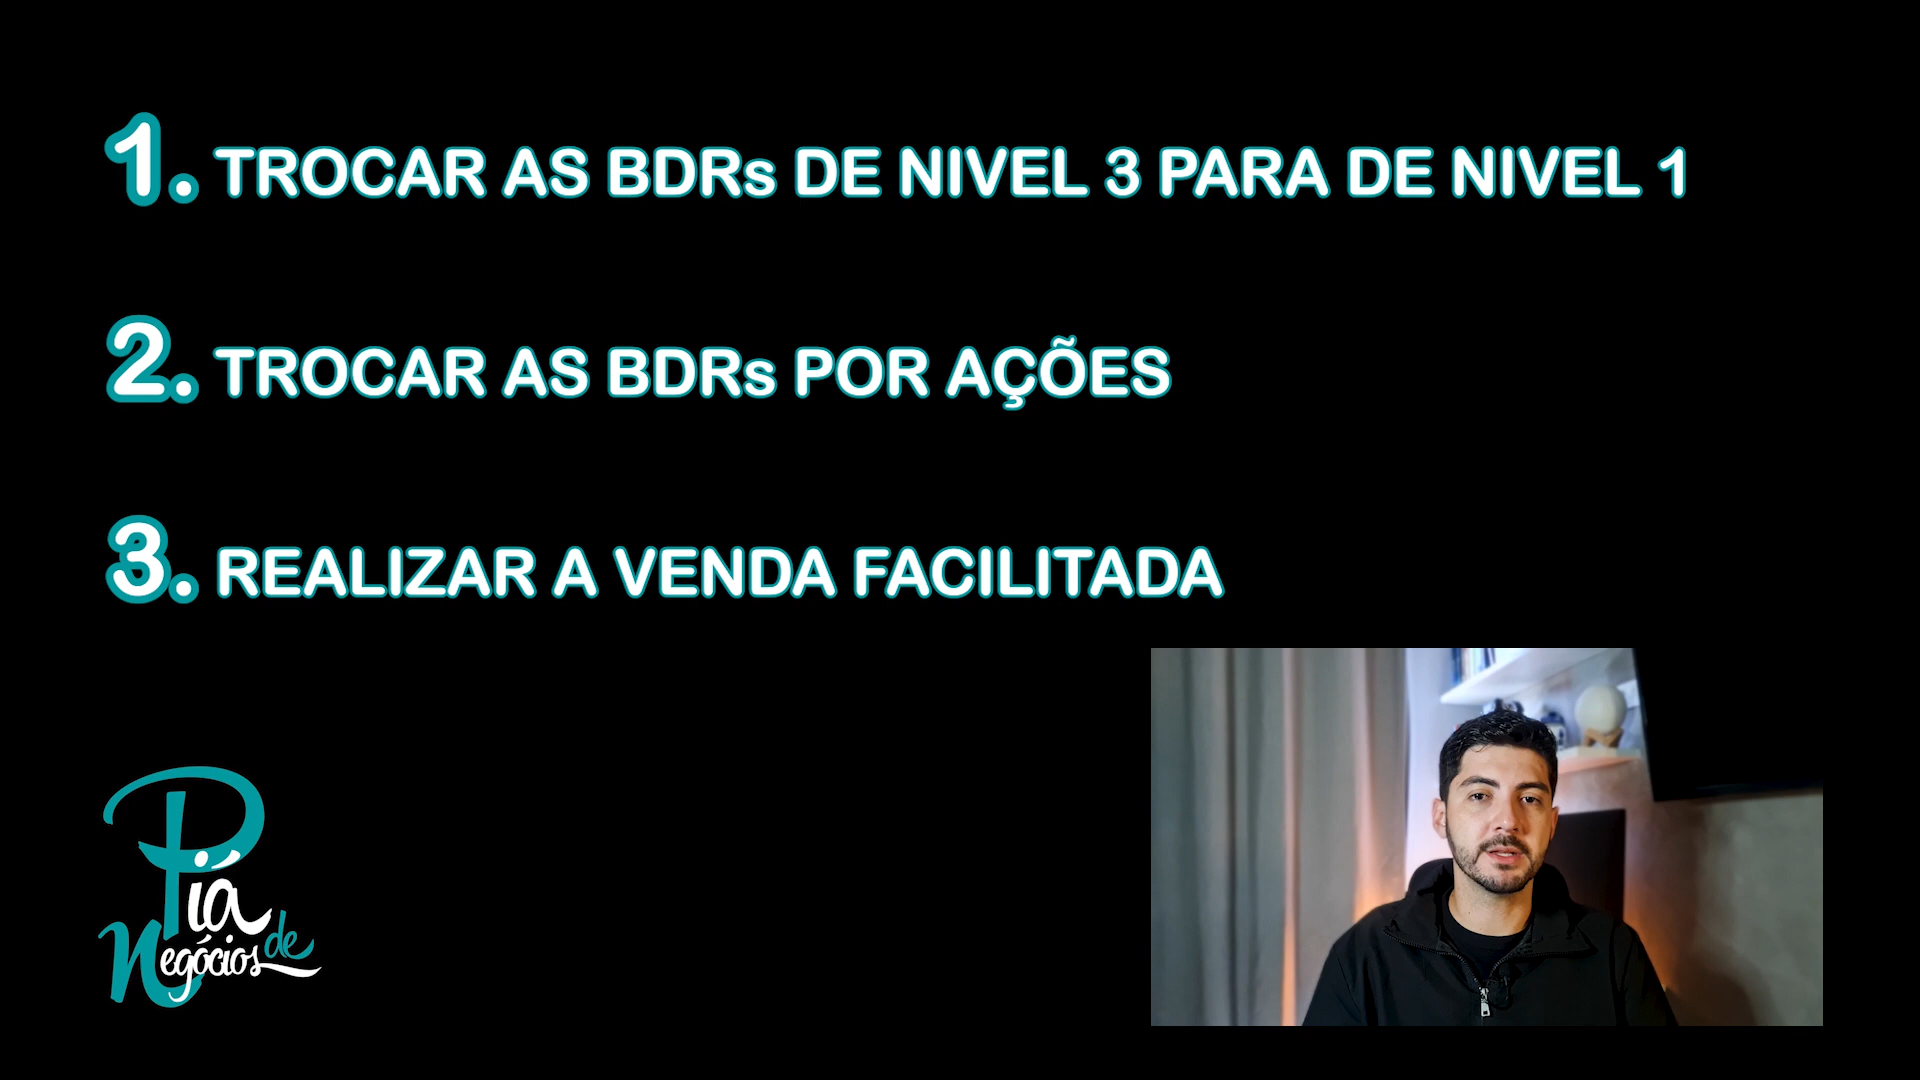 1. TROCAR AS BDRs DE NIVEL 3 PARA DE NIVEL 1
2. TROCAR AS BDRs POR AÇÕES
3. REALIZAR A VENDA FACILITADA
Piá
de
Negócios